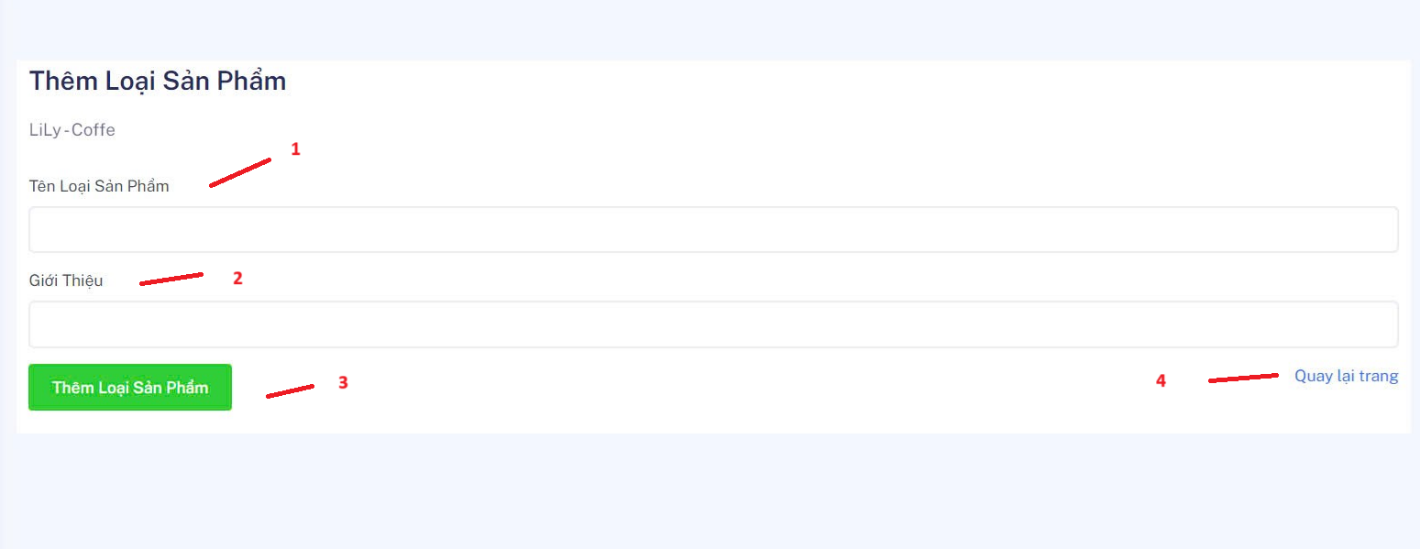 Thêm Loại Sản Phẩm
LiLy - Coffe
1
Tên Loại Sản Phẩm
Giới Thiệu
2
Thêm Loại Sản Phẩm
3
4
Quay lại trang